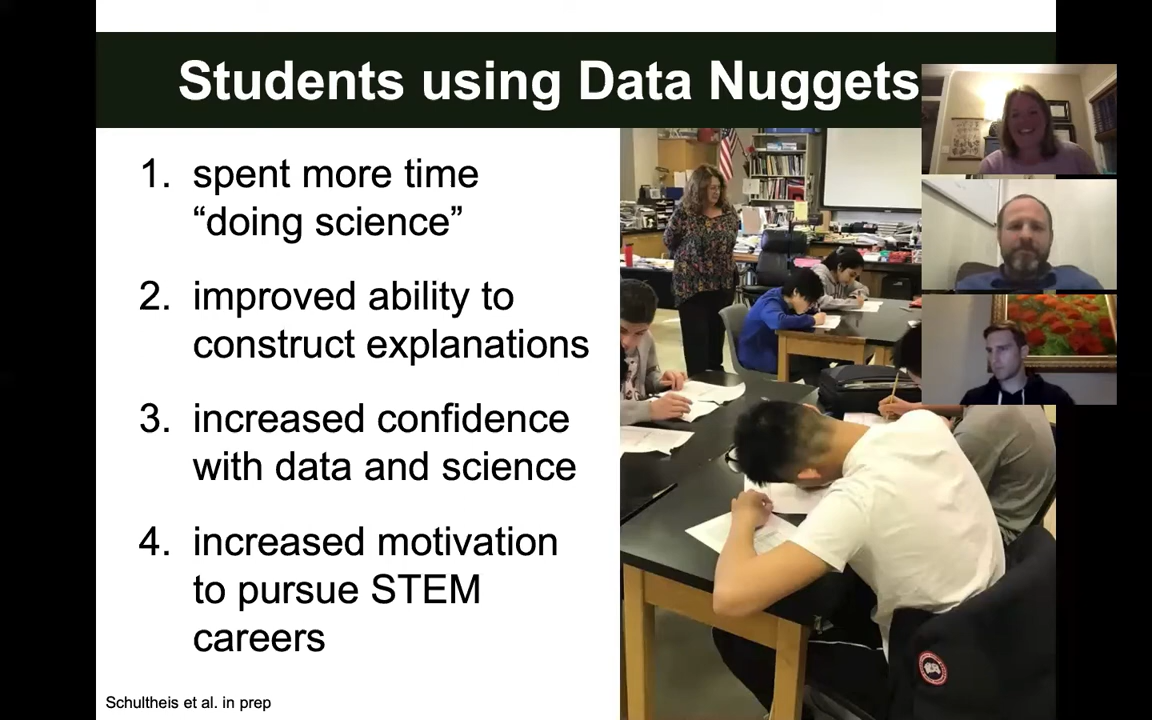 Students using Data Nuggets
1. spent more time
“doing science”
2. improved ability to
construct explanations
3. increased confidence
with data and science
4. increased motivation
to pursue STEM
careers
Schultheis et al. in prep